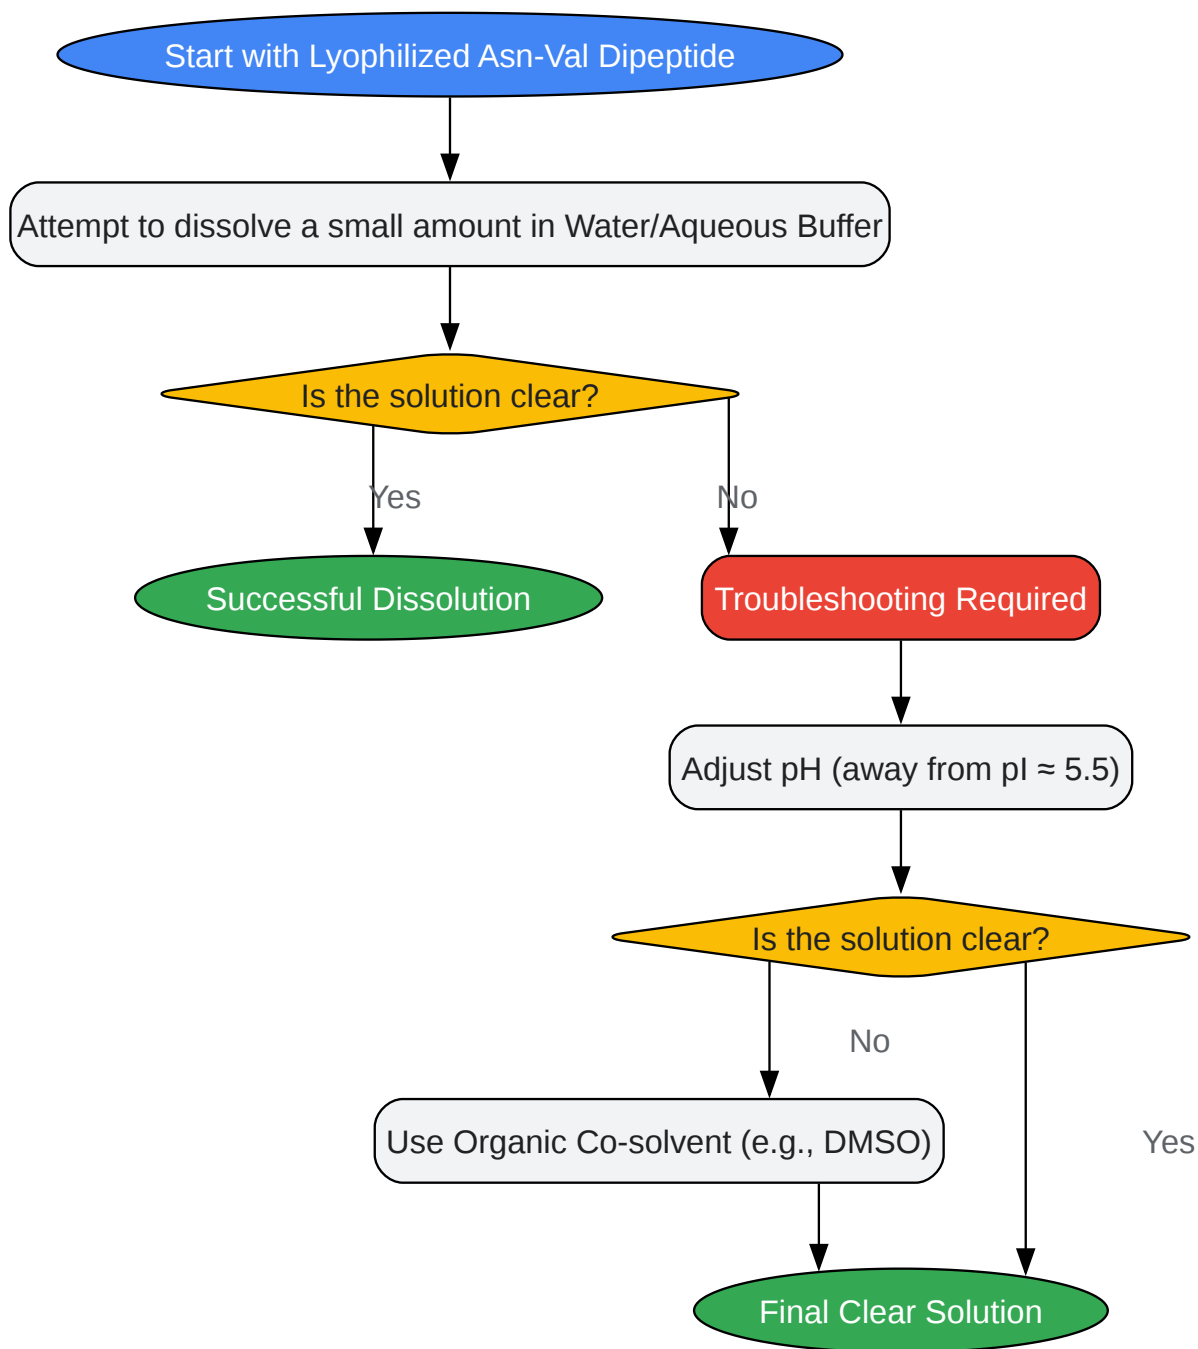 Start with Lyophilized Asn-Val Dipeptide
Attempt to dissolve a small amount in Water/Aqueous Buffer
Is the solution clear?
Yes
No
Successful Dissolution
Troubleshooting Required
Adjust pH (away from pI ≈ 5.5)
Is the solution clear?
No
Use Organic Co-solvent (e.g., DMSO)
Yes
Final Clear Solution